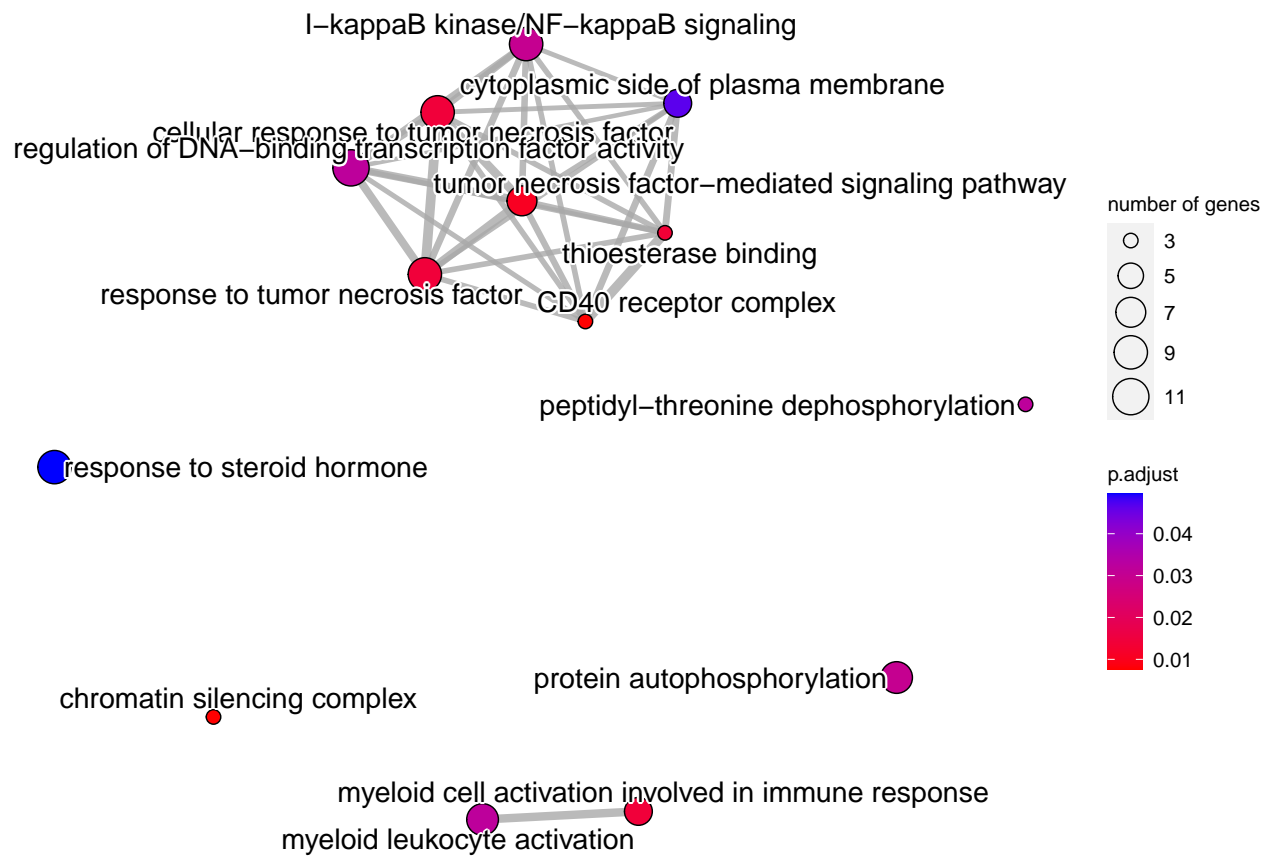 I−kappaB kinase/NF−kappaB signaling
cytoplasmic side of plasma membrane
cellular response to tumor necrosis factor
regulation of DNA−binding transcription factor activity
tumor necrosis factor−mediated signaling pathway
thioesterase binding
response to tumor necrosis factor
CD40 receptor complex
peptidyl−threonine dephosphorylation
response to steroid hormone
protein autophosphorylation
chromatin silencing complex
myeloid cell activation involved in immune response
myeloid leukocyte activation
number of genes
3
5
7
9
11
p.adjust
0.04
0.03
0.02
0.01